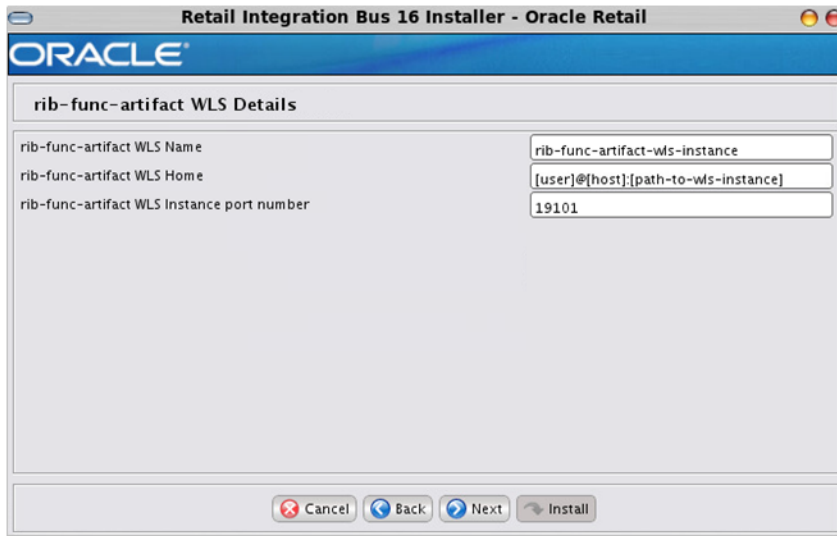 Retail Integration Bus 16 Installer - Oracle Retail
ORACLE®
rib-func-artifact WLS Details
rib-func-artifact WLS Name rib-func-artifact-wls-instance
rib-func-artifact WLS Home [user]@[host]:[path-to-wls-instance]
rib-func-artifact WLS Instance port number 19101
Cancel Back Next Install